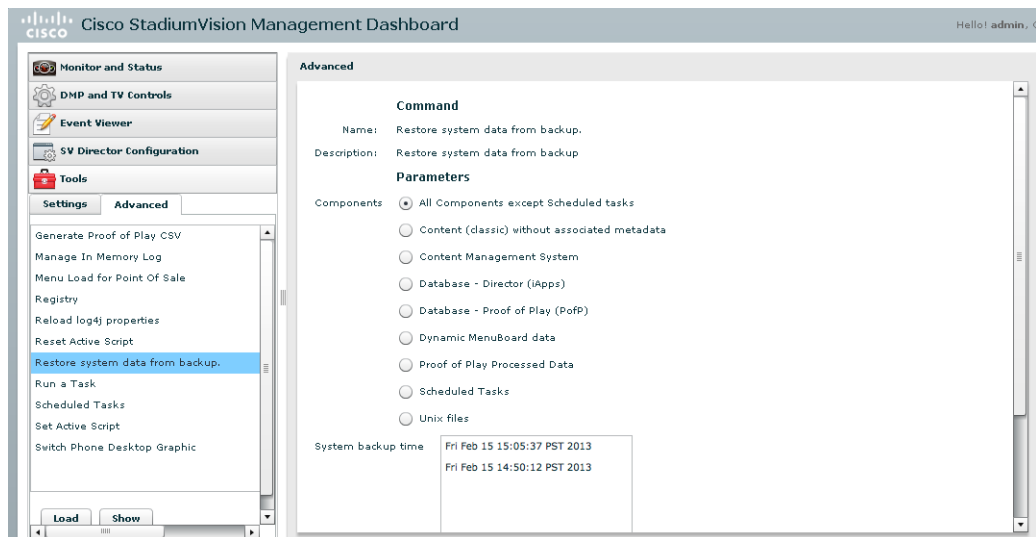 CISCO Cisco StadiumVision Management Dashboard
Hello! admin,
Monitor and Status
DMP and TV Controls
Event Viewer
SV Director Configuration
Tools
Settings Advanced
Generate Proof of Play CSV
Manage In Memory Log
Menu Load for Point Of Sale
Registry
Reload log4j properties
Reset Active Script
Restore system data from backup.
Run a Task
Scheduled Tasks
Set Active Script
Switch Phone Desktop Graphic
Load Show
Advanced
Command
Name: Restore system data from backup.
Description: Restore system data from backup
Parameters
Components All Components except Scheduled tasks
Content (classic) without associated metadata
Content Management System
Database - Director (iApps)
Database - Proof of Play (PofP)
Dynamic MenuBoard data
Proof of Play Processed Data
Scheduled Tasks
Unix files
System backup time Fri Feb 15 15:05:37 PST 2013
Fri Feb 15 14:50:12 PST 2013